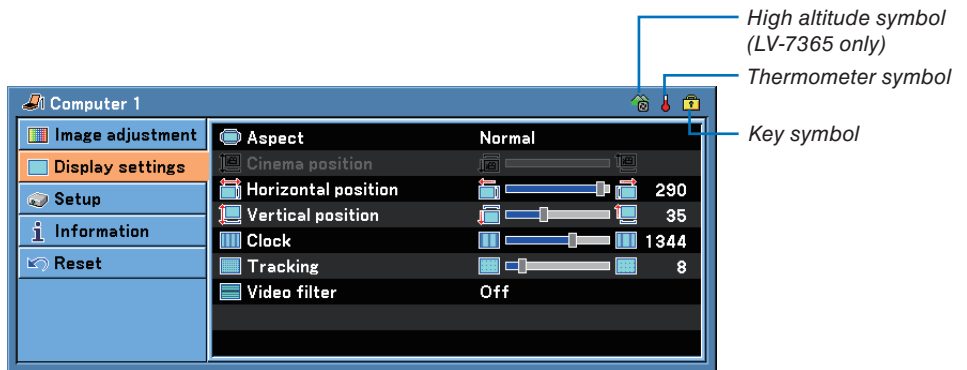 High altitude symbol
(LV-7365 only)
Thermometer symbol
Key symbol
Computer 1
Image adjustment
Display settings
Setup
Information
Reset
Aspect Normal
Cinema position
Horizontal position 290
Vertical position 35
Clock 1344
Tracking 8
Video filter Off